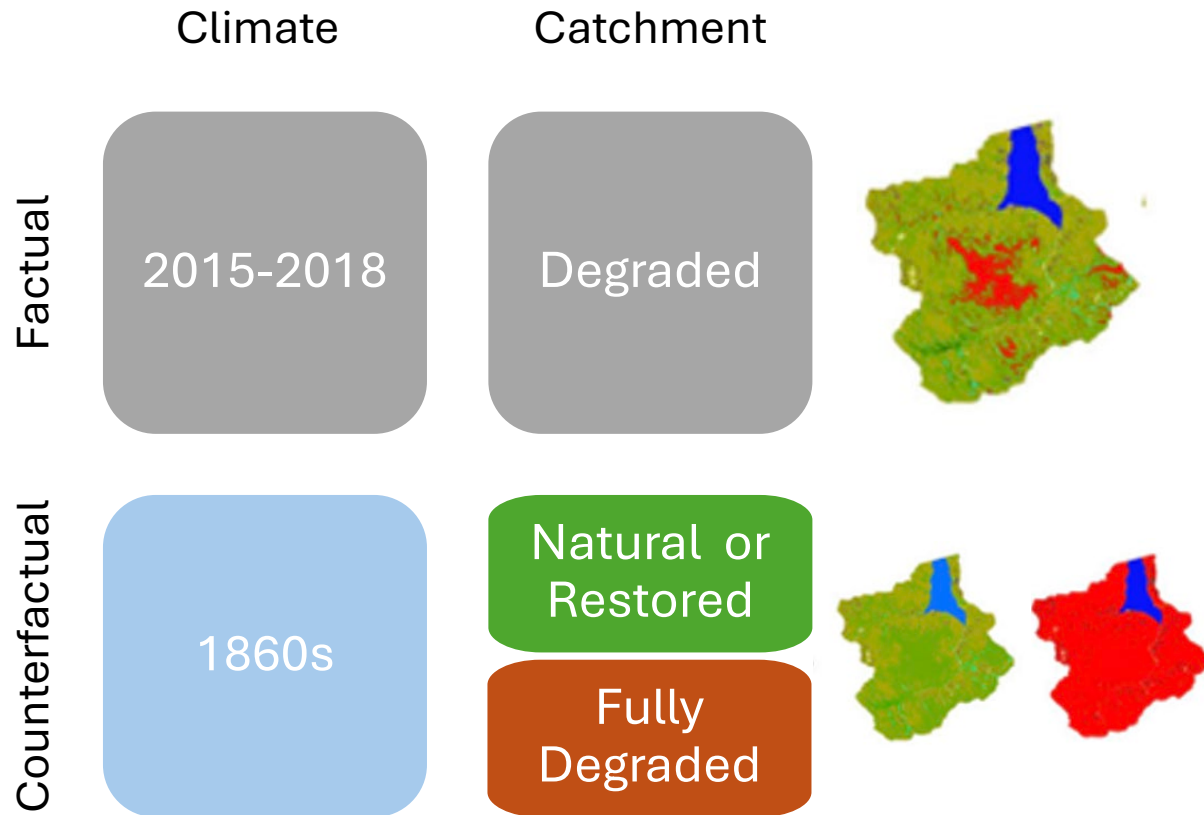 Climate
Catchment
Factual
2015-2018
Degraded
Counterfactual
1860s
Natural or
Restored
Fully
Degraded